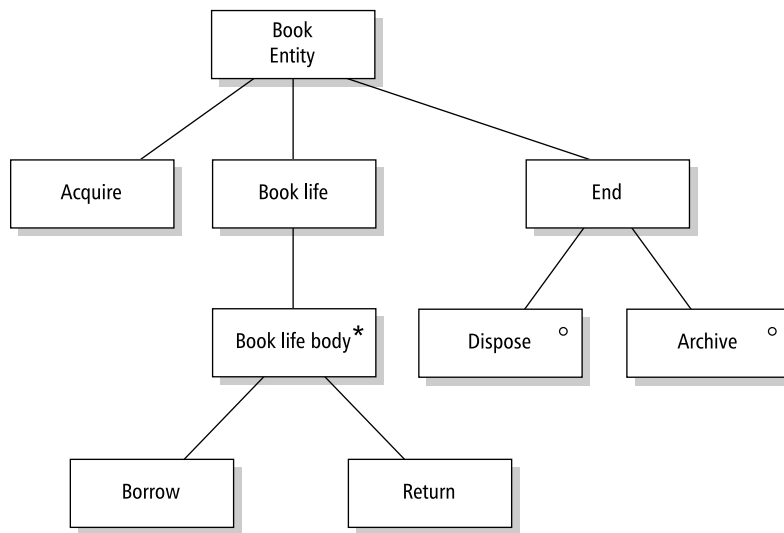 Book
Entity
Acquire
Book life
End
Book life body*
Dispose
Archive
Borrow
Return